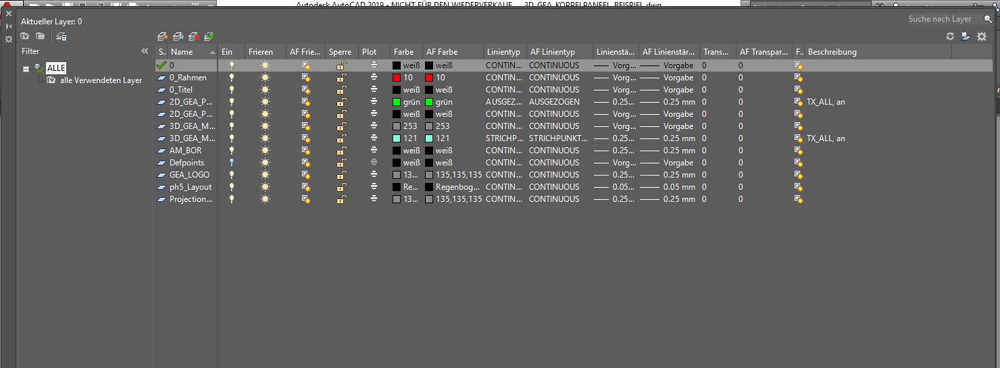 Autodesk AutoCAD 2019 - NICHT FÜR DEN WIEDERVERKAUF
Aktueller Layer: 0
Suche nach Layer
Filter
S.. Name Ein Frieren AF Frie... Sperre Plot Farbe AF Farbe Linientyp AF Linientyp Linienstä... AF Linienstär... Trans... AF Transpar... F.. Beschreibung
ALLE
alle Verwendeten Layer
0 weiß weiß CONTIN... CONTINUOUS Vorg... Vorgabe 0 0
0_Rahmen 10 10 CONTIN... CONTINUOUS Vorg... Vorgabe 0 0
0_Titel weiß weiß CONTIN... CONTINUOUS Vorg... Vorgabe 0 0
2D_GEA_P... grün grün AUSGEZ... AUSGEZOGEN 0.25... 0.25 mm 0 0 TX_ALL, an
2D_GEA_P... weiß weiß CONTIN... CONTINUOUS Vorg... Vorgabe 0 0
3D_GEA_M... 253 253 CONTIN... CONTINUOUS Vorg... Vorgabe 0 0
3D_GEA_M... 121 121 STRICHP... STRICHPUNKT... 0.25... 0.25 mm 0 0 TX_ALL, an
AM_BOR weiß weiß CONTIN... CONTINUOUS 0.25... 0.25 mm 0 0
Defpoints weiß weiß CONTIN... CONTINUOUS Vorg... Vorgabe 0 0
GEA_LOGO 13... 135,135,135 CONTIN... CONTINUOUS 0.25... 0.25 mm 0 0
ph5_Layout Re... Regenbog... CONTIN... CONTINUOUS 0.05... 0.05 mm 0 0
Projection... 13... 135,135,135 CONTIN... CONTINUOUS 0.25... 0.25 mm 0 0